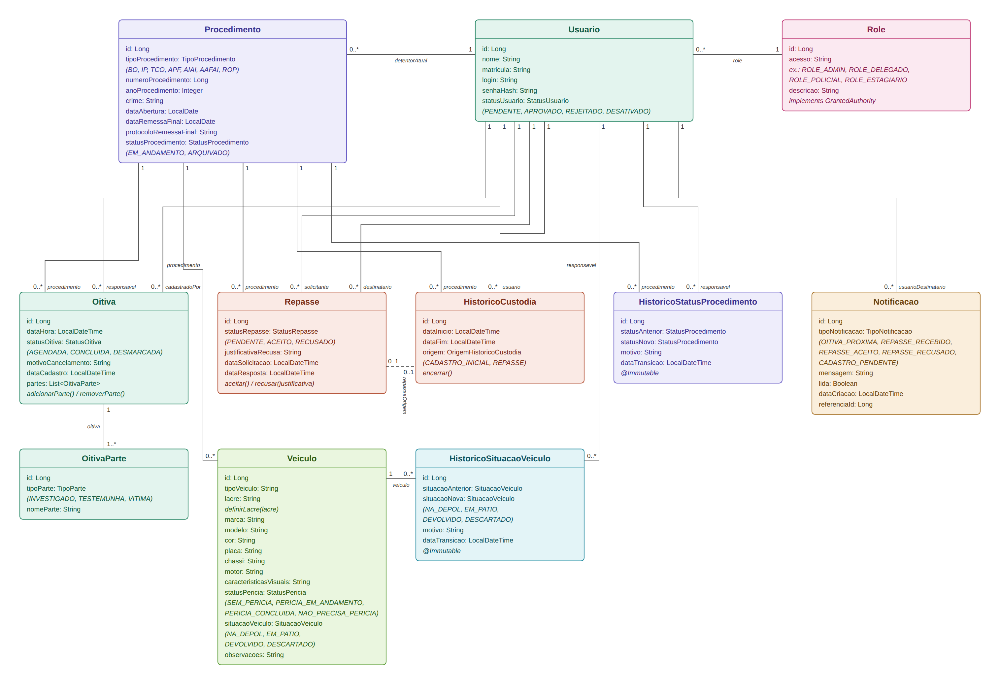 Procedimento
id: Long
tipoProcedimento: TipoProcedimento
(BO, IP, TCO, APF, AIAI, AAFAI, ROP)
numeroProcedimento: Long
anoProcedimento: Integer
crime: String
dataAbertura: LocalDate
dataRemessaFinal: LocalDate
protocoloRemessaFinal: String
statusProcedimento: StatusProcedimento
(EM_ANDAMENTO, ARQUIVADO)
0..*
1
detentorAtual
Usuario
id: Long
nome: String
matricula: String
login: String
senhaHash: String
statusUsuario: StatusUsuario
(PENDENTE, APROVADO, REJEITADO, DESATIVADO)
0..*
1
role
Role
id: Long
acesso: String
ex.: ROLE_ADMIN, ROLE_DELEGADO,
ROLE_POLICIAL, ROLE_ESTAGIARIO
descricao: String
implements GrantedAuthority
1
1
1
1
1
1
1
1
1
1
1
1
1
procedimento
responsavel
0..*
procedimento
0..*
responsavel
0..*
cadastradoPor
0..*
procedimento
0..*
solicitante
0..*
destinatario
0..*
procedimento
0..*
usuario
0..*
procedimento
0..*
responsavel
0..*
usuarioDestinatario
Oitiva
id: Long
dataHora: LocalDateTime
statusOitiva: StatusOitiva
(AGENDADA, CONCLUIDA, DESMARCADA)
motivoCancelamento: String
dataCadastro: LocalDateTime
partes: List<OitivaParte>
adicionarParte() / removerParte()
Repasse
id: Long
statusRepasse: StatusRepasse
(PENDENTE, ACEITO, RECUSADO)
justificativaRecusa: String
dataSolicitacao: LocalDateTime
dataResposta: LocalDateTime
aceitar() / recusar(justificativa)
0..1
0..1
repasseOrigem
HistoricoCustodia
id: Long
dataInicio: LocalDateTime
dataFim: LocalDateTime
origem: OrigemHistoricoCustodia
(CADASTRO_INICIAL, REPASSE)
encerrar()
HistoricoStatusProcedimento
id: Long
statusAnterior: StatusProcedimento
statusNovo: StatusProcedimento
motivo: String
dataTransicao: LocalDateTime
@Immutable
Notificacao
id: Long
tipoNotificacao: TipoNotificacao
(OITIVA_PROXIMA, REPASSE_RECEBIDO,
REPASSE_ACEITO, REPASSE_RECUSADO,
CADASTRO_PENDENTE)
mensagem: String
lida: Boolean
dataCriacao: LocalDateTime
referenciaId: Long
1
oitiva
1..*
OitivaParte
id: Long
tipoParte: TipoParte
(INVESTIGADO, TESTEMUNHA, VITIMA)
nomeParte: String
0..*
Veiculo
id: Long
tipoVeiculo: String
lacre: String
definirLacre(lacre)
marca: String
modelo: String
cor: String
placa: String
chassi: String
motor: String
caracteristicasVisuais: String
statusPericia: StatusPericia
(SEM_PERICIA, PERICIA_EM_ANDAMENTO,
PERICIA_CONCLUIDA, NAO_PRECISA_PERICIA)
situacaoVeiculo: SituacaoVeiculo
(NA_DEPOL, EM_PATIO,
DEVOLVIDO, DESCARTADO)
observacoes: String
1
0..*
veiculo
HistoricoSituacaoVeiculo
id: Long
situacaoAnterior: SituacaoVeiculo
situacaoNova: SituacaoVeiculo
(NA_DEPOL, EM_PATIO,
DEVOLVIDO, DESCARTADO)
motivo: String
dataTransicao: LocalDateTime
@Immutable
0..*